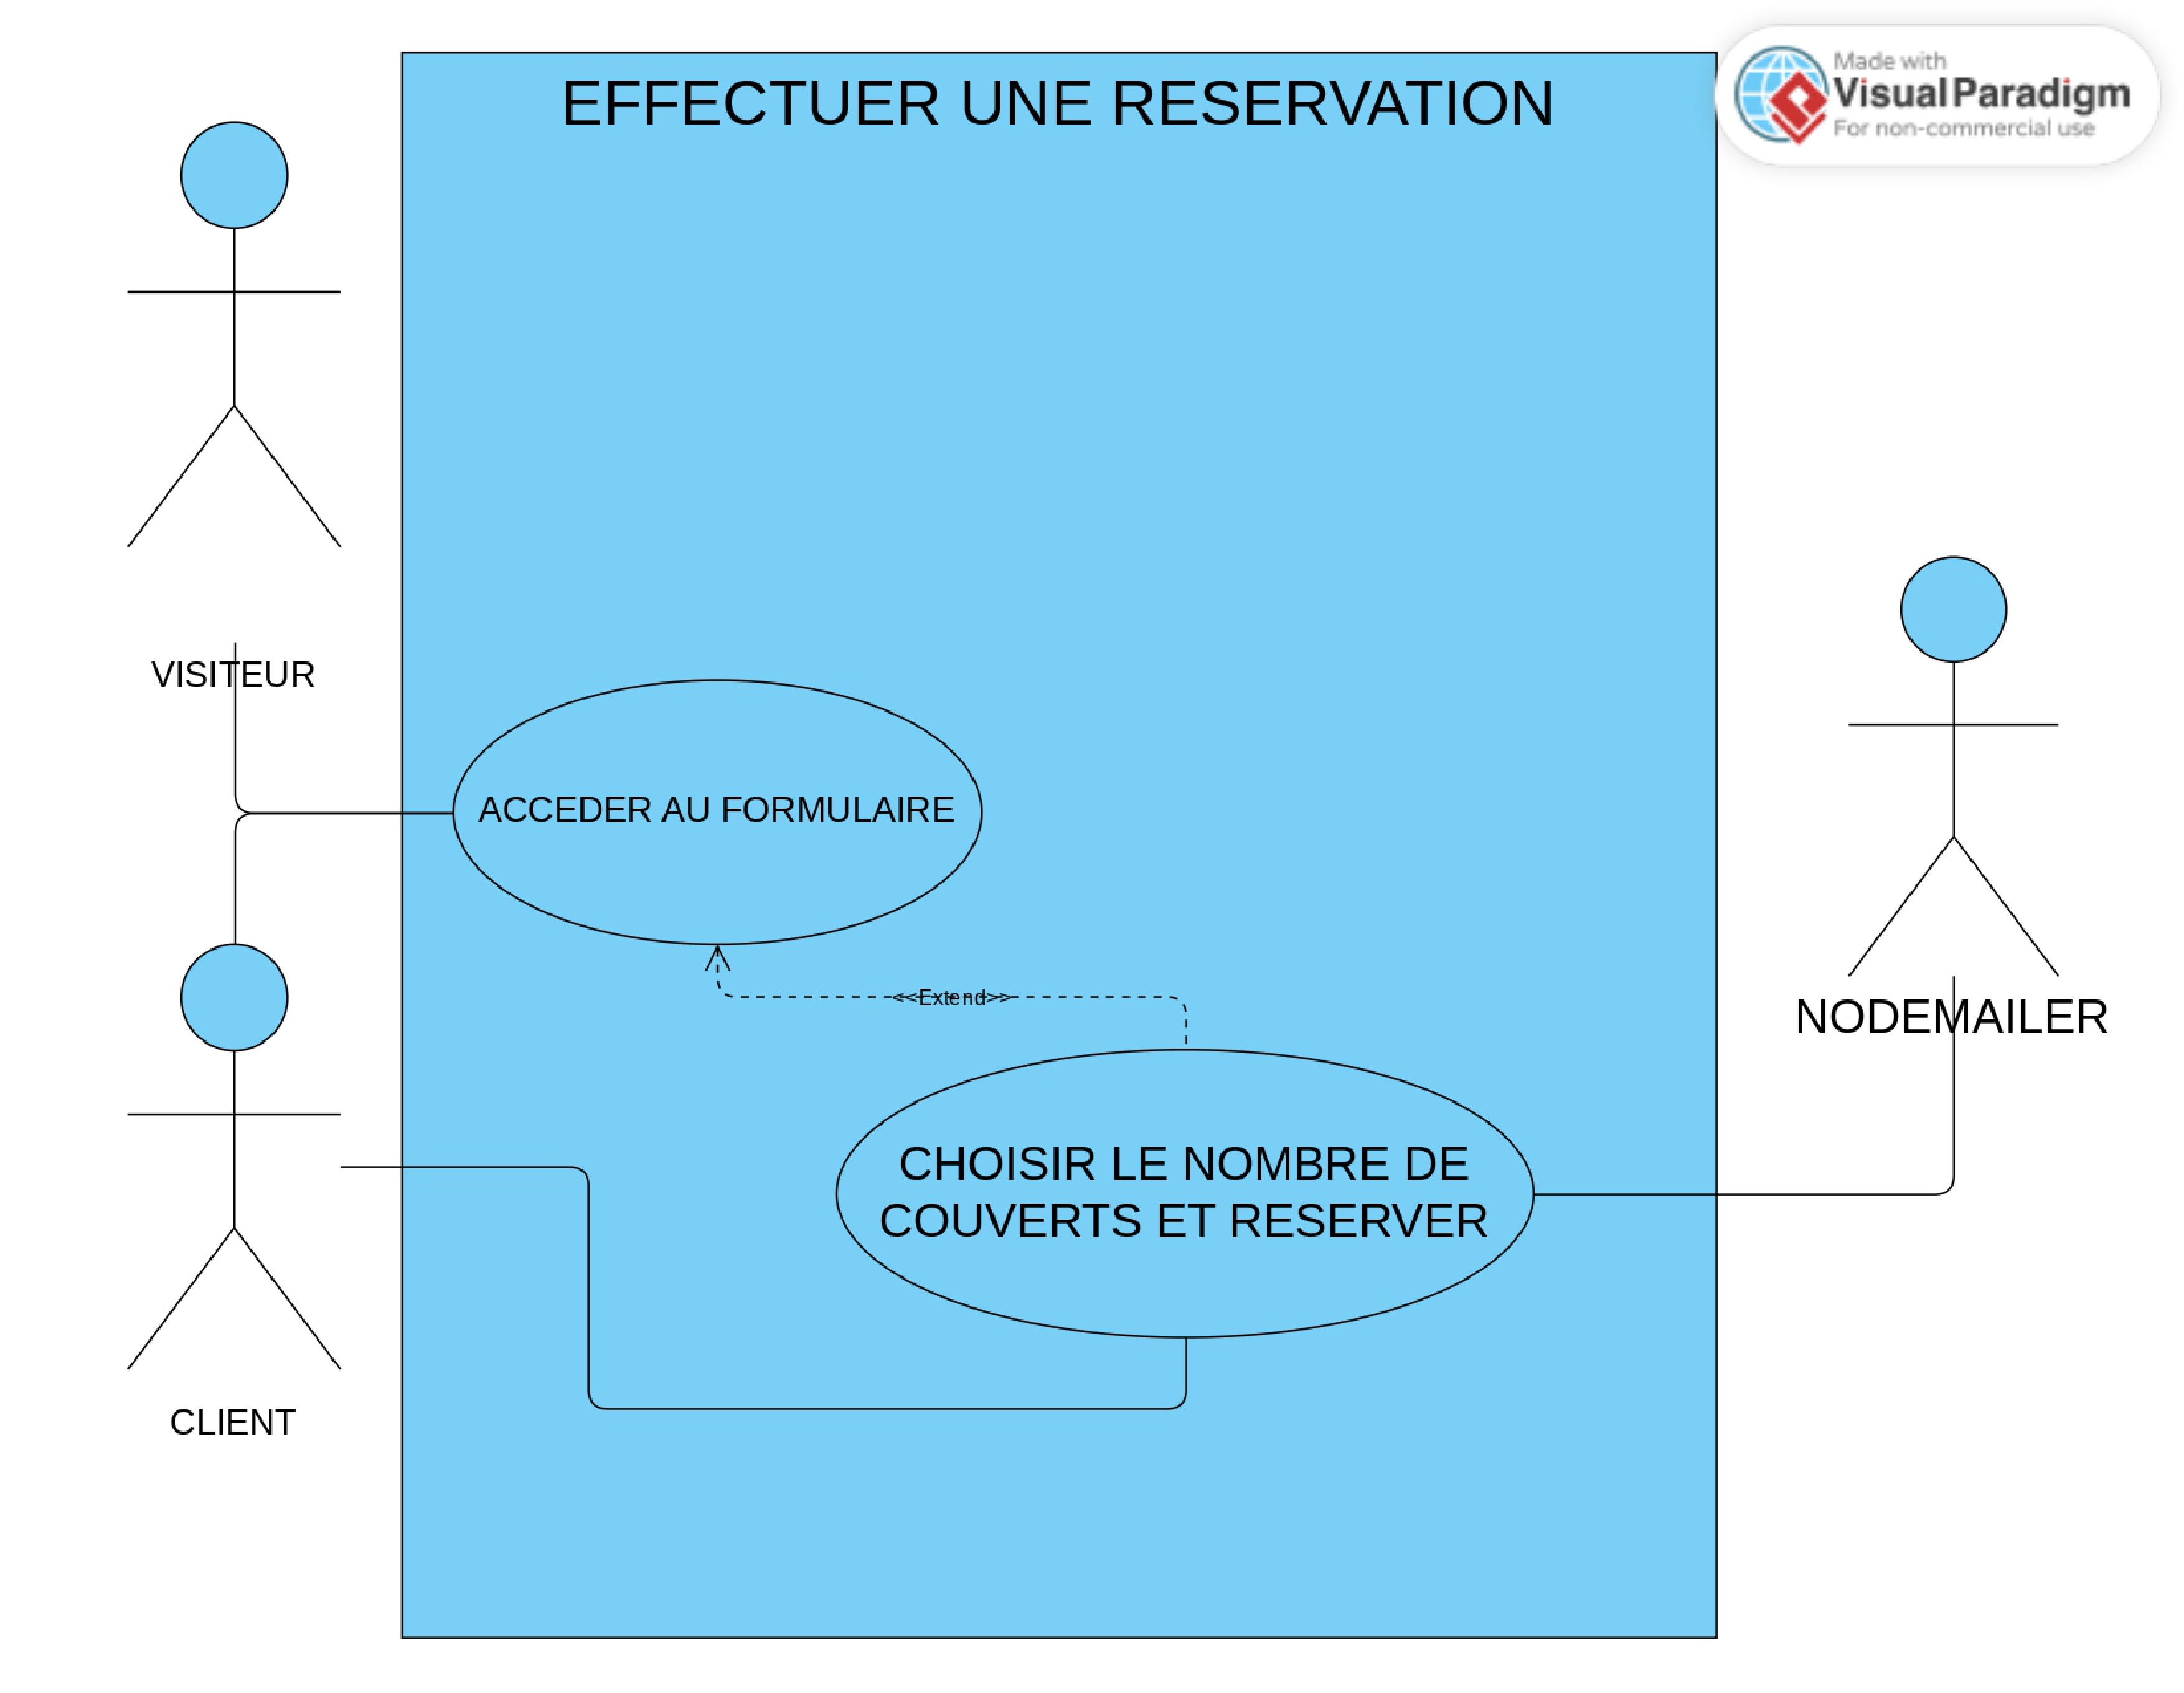 EFFECTUER UNE RESERVATION
Made with
Visual Paradigm
For non-commercial use
VISITEUR
ACCEDER AU FORMULAIRE
<<Extend>>
NODEMAILER
CHOISIR LE NOMBRE DE
COUVERTS ET RESERVER
CLIENT